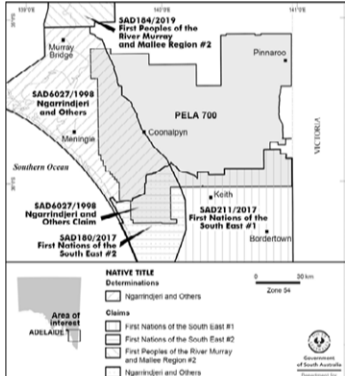 139°E
140°E
141°E
SAD184/2019
First Peoples of the
River Murray
and Mallee Region #2
Murray
Bridge
Pinnaroo
SAD6027/1998
Ngarrindjeri
and Others
PELA 700
Meningie
Coonalpyn
VICTORIA
Southern Ocean
Keith
SAD6027/1998
Ngarrindjeri and
Others Claim
SAD211/2017
First Nations of the
South East #1
SAD180/2017
First Nations of the
South East #2
Bordertown
NATIVE TITLE
Determinations
Ngarrindjeri and Others
Claims
First Nations of the South East #1
First Nations of the South East #2
First Peoples of the River Murray
and Mallee Region #2
Ngarrindjeri and Others
Area of
interest
ADELAIDE
0 30 km
Zone 54
Government
of South Australia